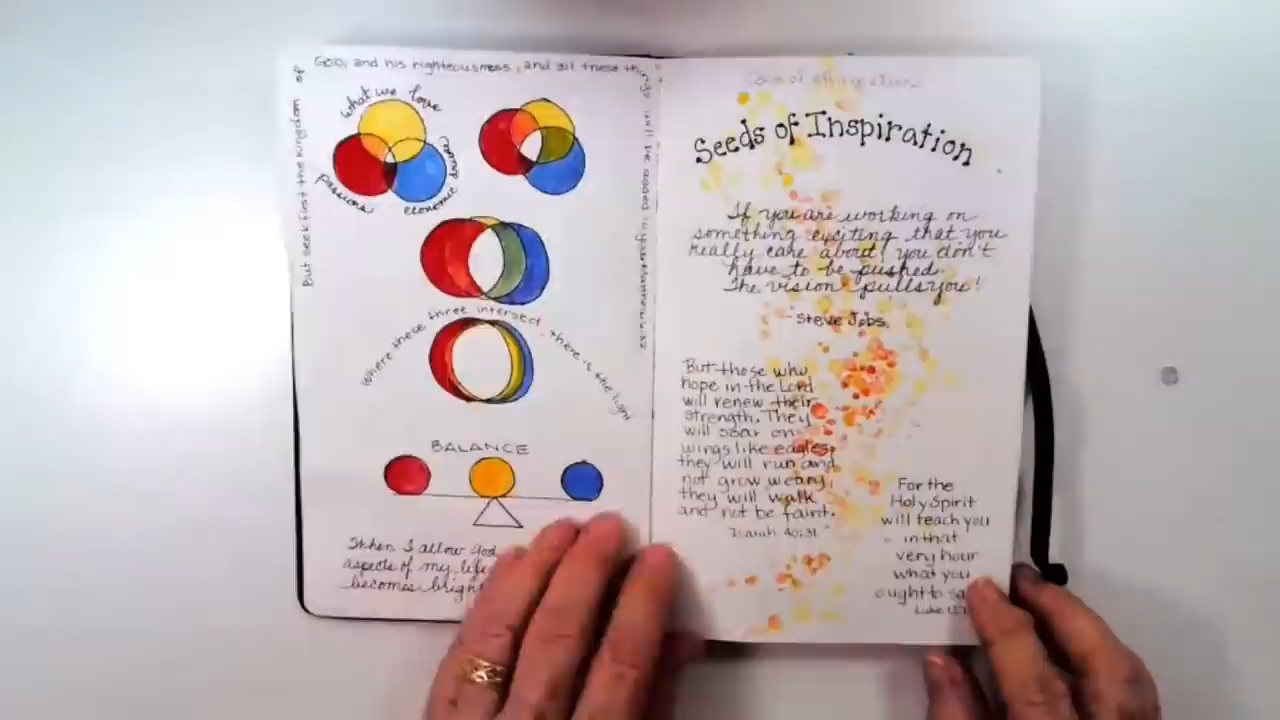 But seek first the kingdom of
God, and his righteousness, and all these things will be added
what we love
passions
economic drive
Where these three intersect, there is the light
BALANCE
When I allow God
aspects of my life
becomes brigh
Seeds of Inspiration
If you are working on
something exciting that you
really care about, you don't
have to be pushed.
The vision pulls you!
- Steve Jobs.
But those who
hope in the Lord
will renew their
strength. They
will soar on
wings like eagles;
they will run and
not grow weary,
they will walk
and not be faint.
Isaiah 40:31
For the
Holy Spirit
will teach you
in that
very hour
what you
ought to sa
Luke